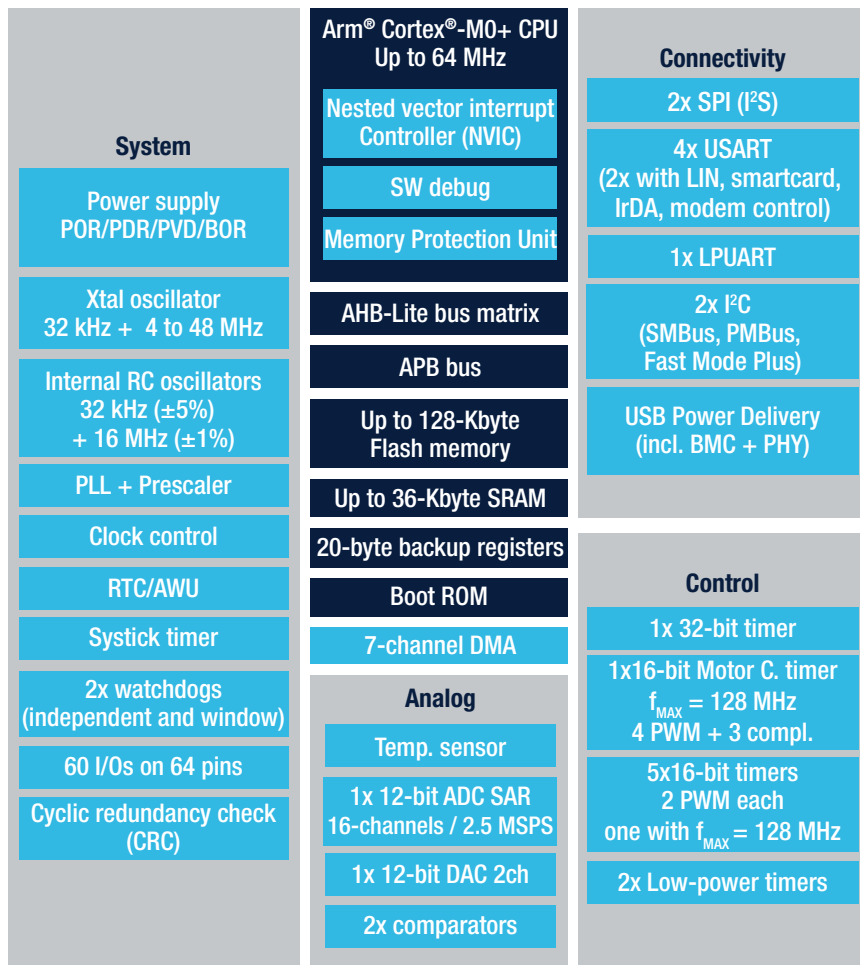 System
Power supply
POR/PDR/PVD/BOR
Xtal oscillator
32 kHz + 4 to 48 MHz
Internal RC oscillators
32 kHz (±5%)
+ 16 MHz (±1%)
PLL + Prescaler
Clock control
RTC/AWU
Systick timer
2x watchdogs
(independent and window)
60 I/Os on 64 pins
Cyclic redundancy check
(CRC)
Arm® Cortex®-M0+ CPU
Up to 64 MHz
Nested vector interrupt
Controller (NVIC)
SW debug
Memory Protection Unit
AHB-Lite bus matrix
APB bus
Up to 128-Kbyte
Flash memory
Up to 36-Kbyte SRAM
20-byte backup registers
Boot ROM
7-channel DMA
Analog
Temp. sensor
1x 12-bit ADC SAR
16-channels / 2.5 MSPS
1x 12-bit DAC 2ch
2x comparators
Connectivity
2x SPI (I²S)
4x USART
(2x with LIN, smartcard,
IrDA, modem control)
1x LPUART
2x I²C
(SMBus, PMBus,
Fast Mode Plus)
USB Power Delivery
(incl. BMC + PHY)
Control
1x 32-bit timer
1x16-bit Motor C. timer
fMAX = 128 MHz
4 PWM + 3 compl.
5x16-bit timers
2 PWM each
one with fMAX = 128 MHz
2x Low-power timers